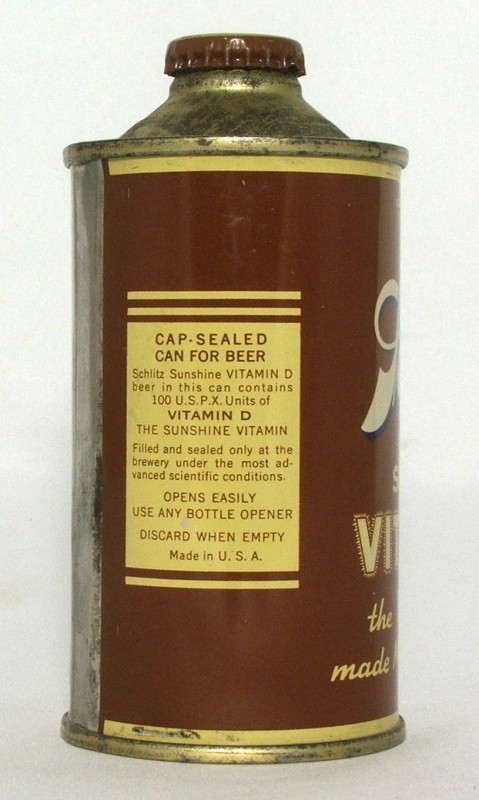 CAP-SEALED
CAN FOR BEER
Schlitz Sunshine VITAMIN D
beer in this can contains
100 U.S.P.X. Units of
VITAMIN D
THE SUNSHINE VITAMIN
Filled and sealed only at the
brewery under the most ad-
vanced scientific conditions.
OPENS EASILY
USE ANY BOTTLE OPENER
DISCARD WHEN EMPTY
Made in U. S. A.
VIT
the
made